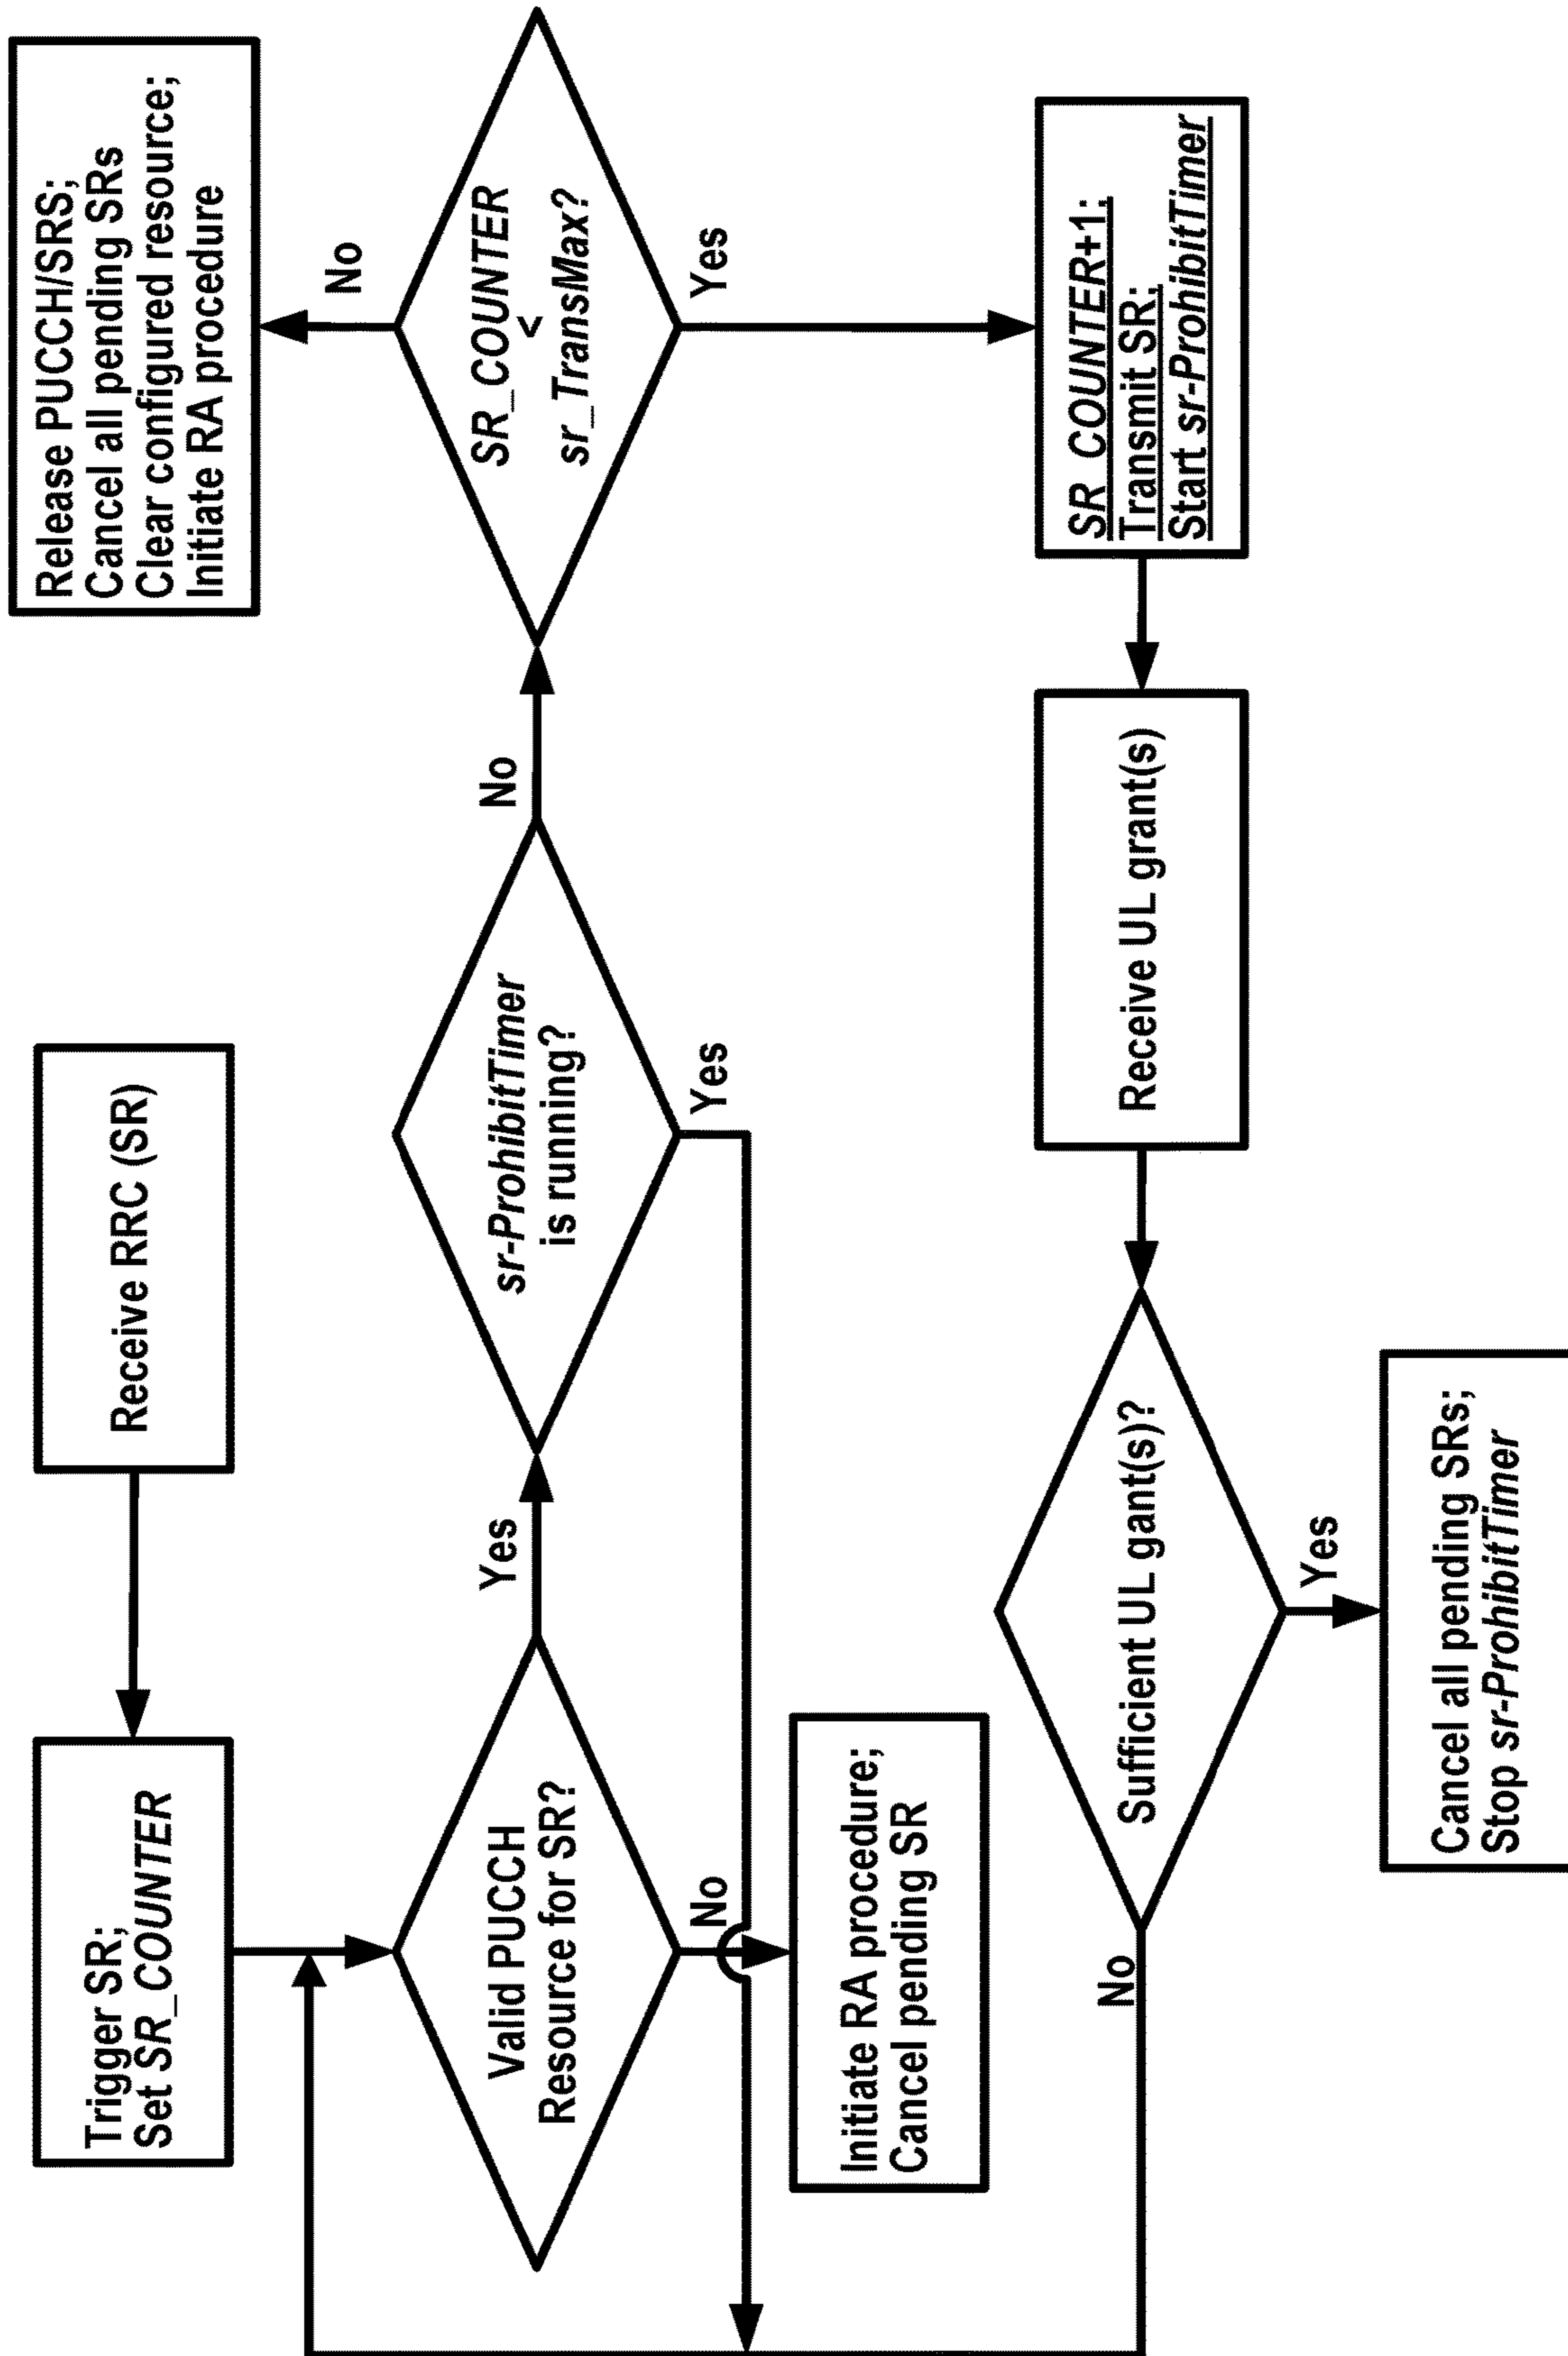 Receive RRC (SR)
Trigger SR;
Set SR_COUNTER
Valid PUCCH
Resource for SR?
Yes
No
Initiate RA procedure;
Cancel pending SR
sr-ProhibitTimer
is running?
No
Yes
SR_COUNTER
<
sr_TransMax?
No
Yes
Release PUCCH/SRS;
Cancel all pending SRs
Clear configured resource;
Initiate RA procedure
SR_COUNTER+1;
Transmit SR;
Start sr-ProhibitTimer
Receive UL grant(s)
Sufficient UL gant(s)?
No
Yes
Cancel all pending SRs;
Stop sr-ProhibitTimer